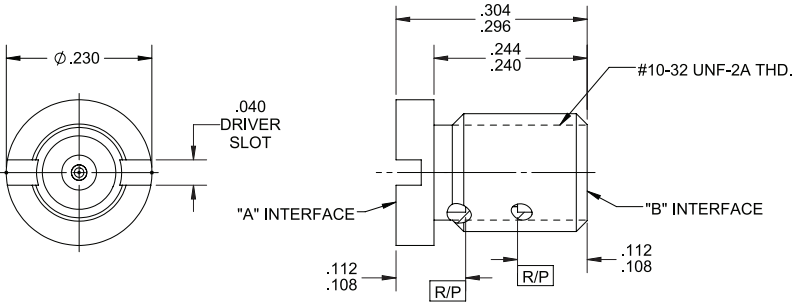 .304
.296
Ø .230
.244
.240
#10-32 UNF-2A THD.
.040
DRIVER
SLOT
"A" INTERFACE
"B" INTERFACE
.112
.108
R/P
R/P
.112
.108